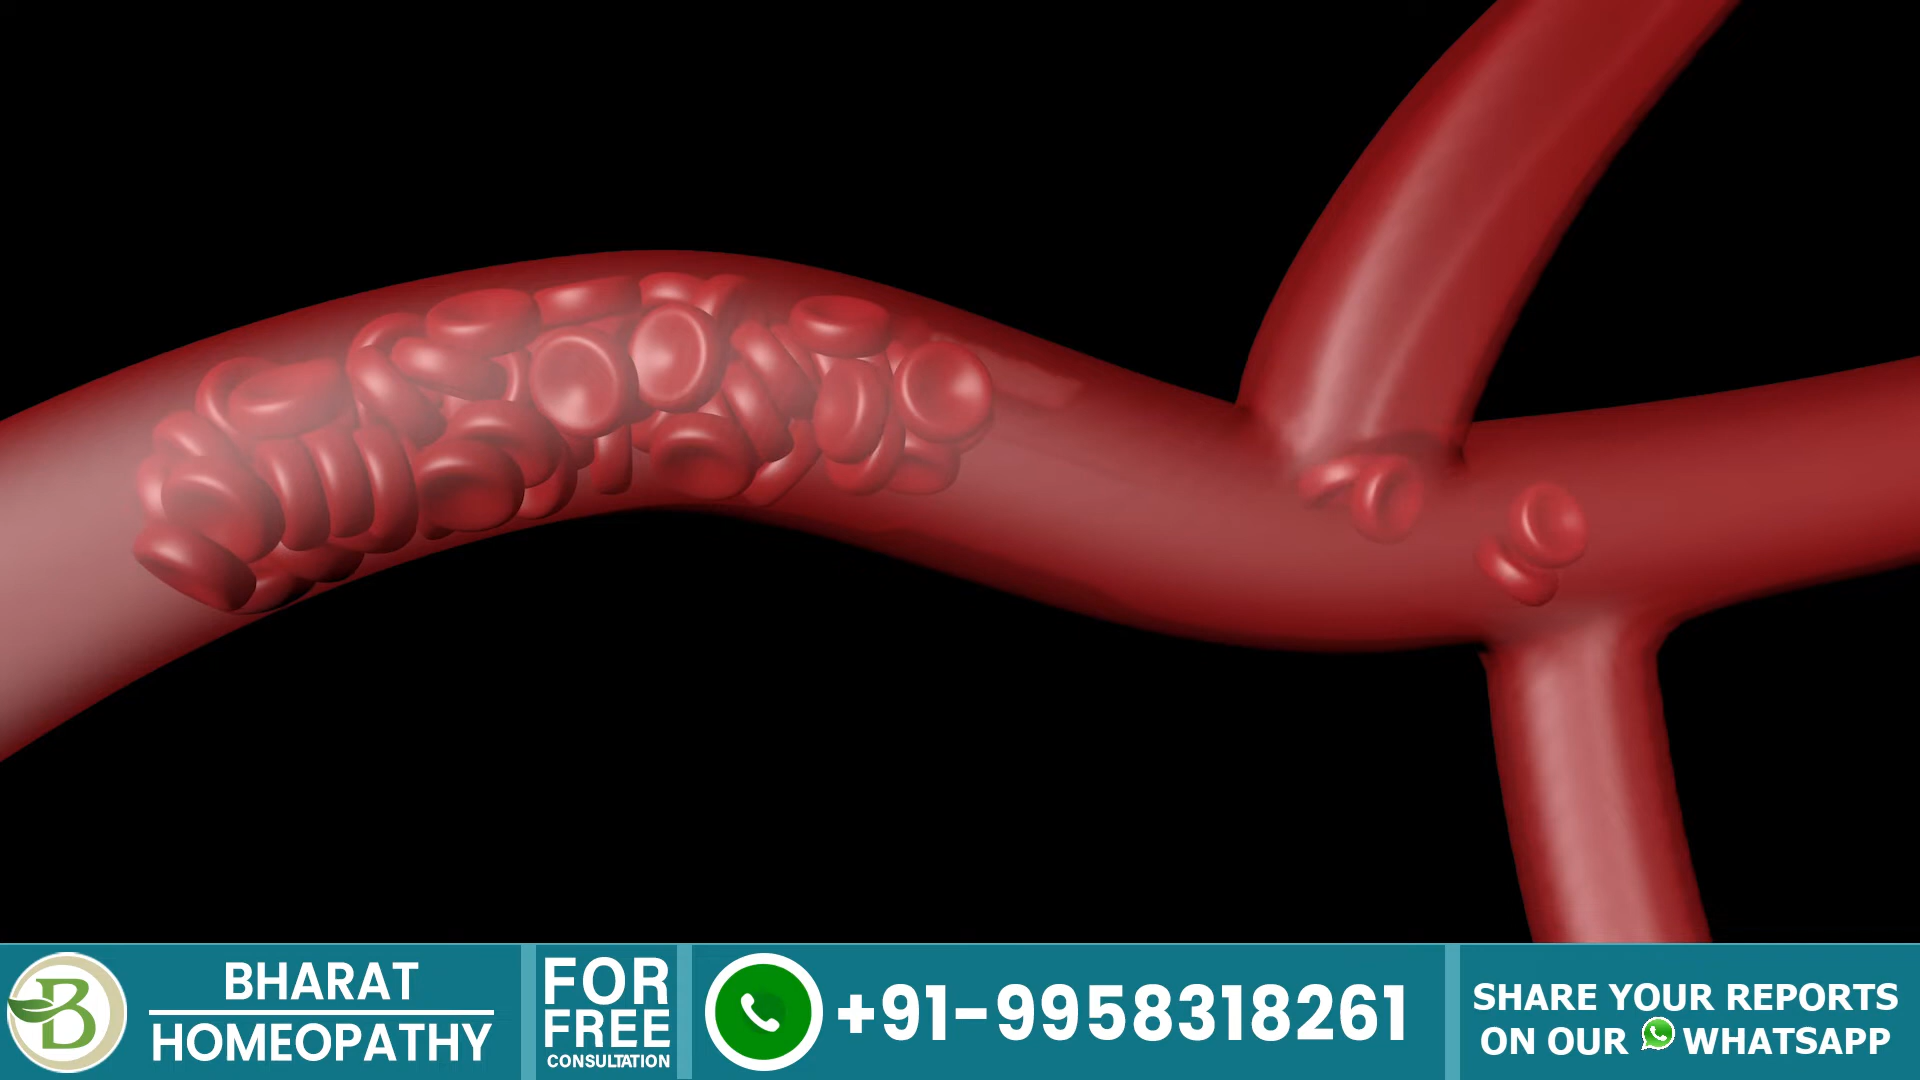 B
BHARAT
HOMEOPATHY
FOR
FREE
CONSULTATION
+91-9958318261
SHARE YOUR REPORTS
ON OUR WHATSAPP